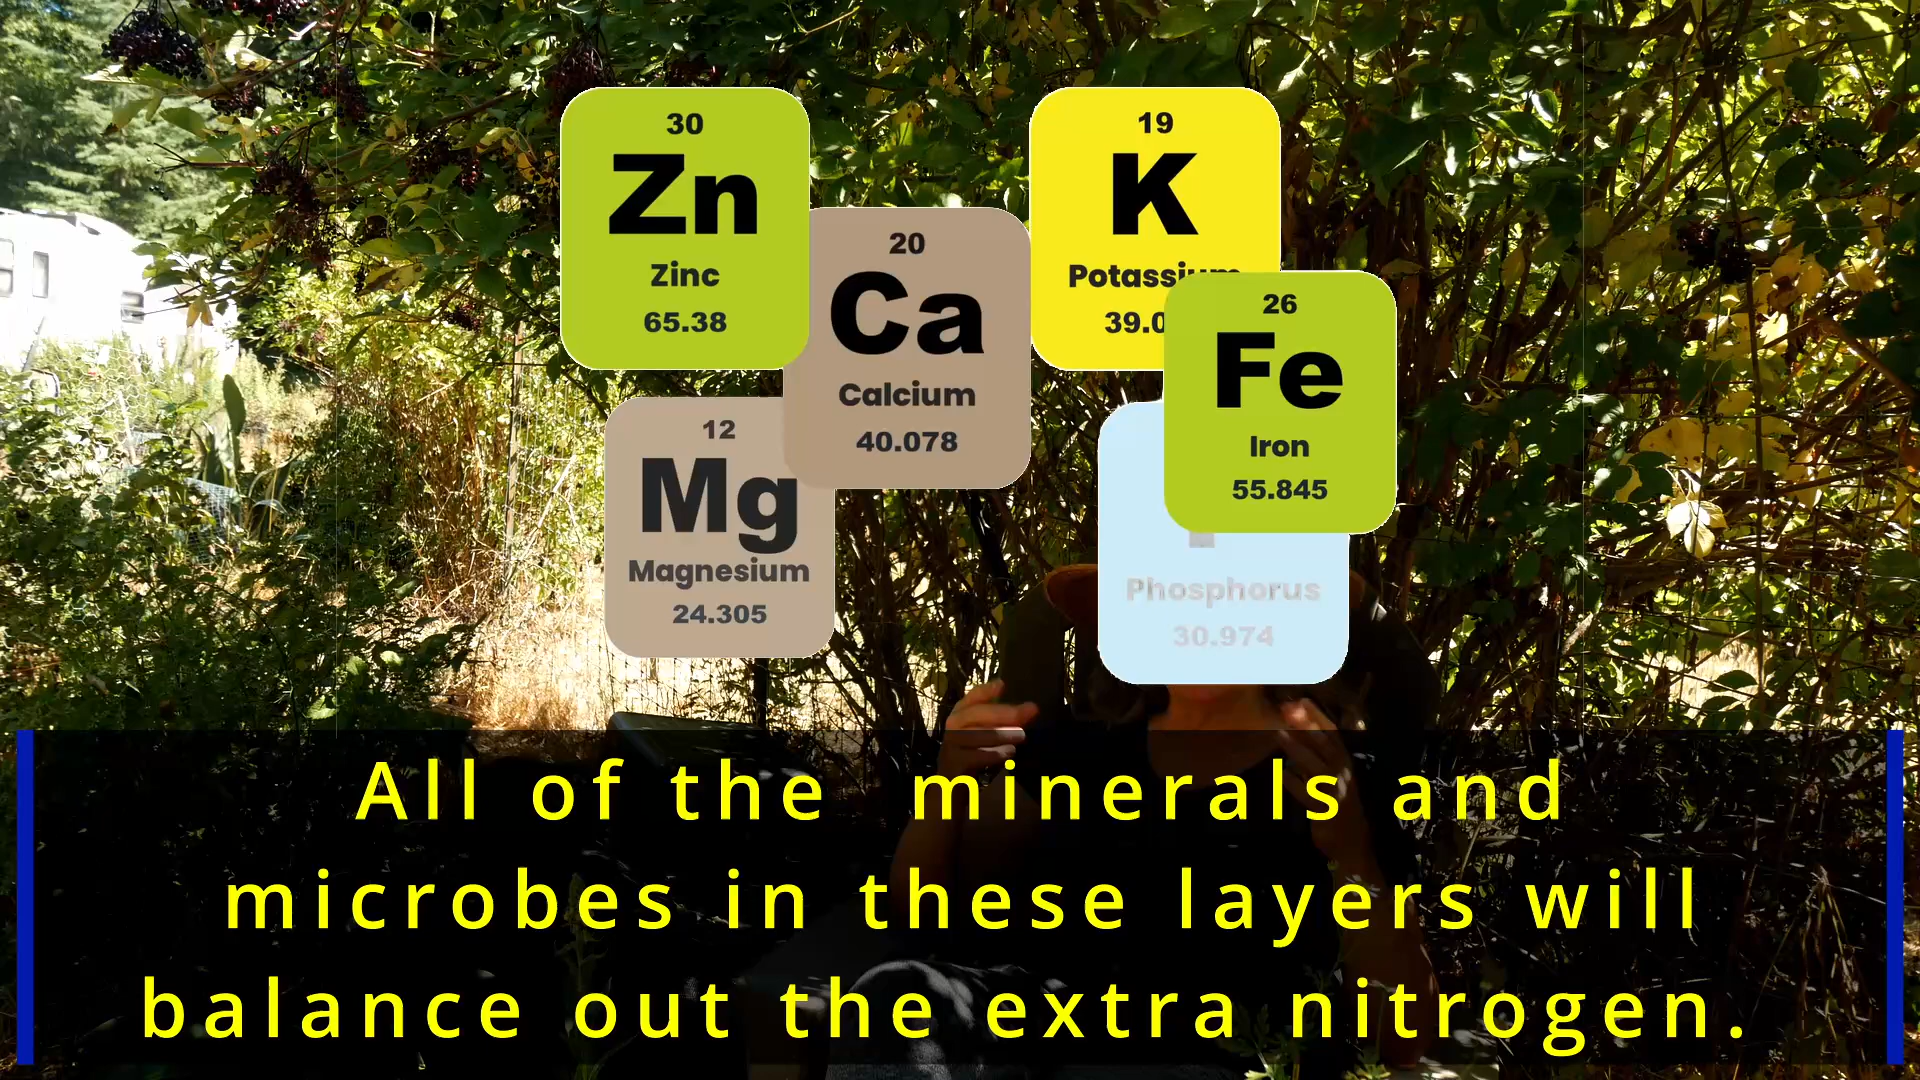 30
Zn
Zinc
65.38
20
Ca
Calcium
40.078
19
K
39.0
26
Fe
Iron
55.845
12
Mg
Magnesium
24.305
Phosphorus
30.974
All of the minerals and
microbes in these layers will
balance out the extra nitrogen.